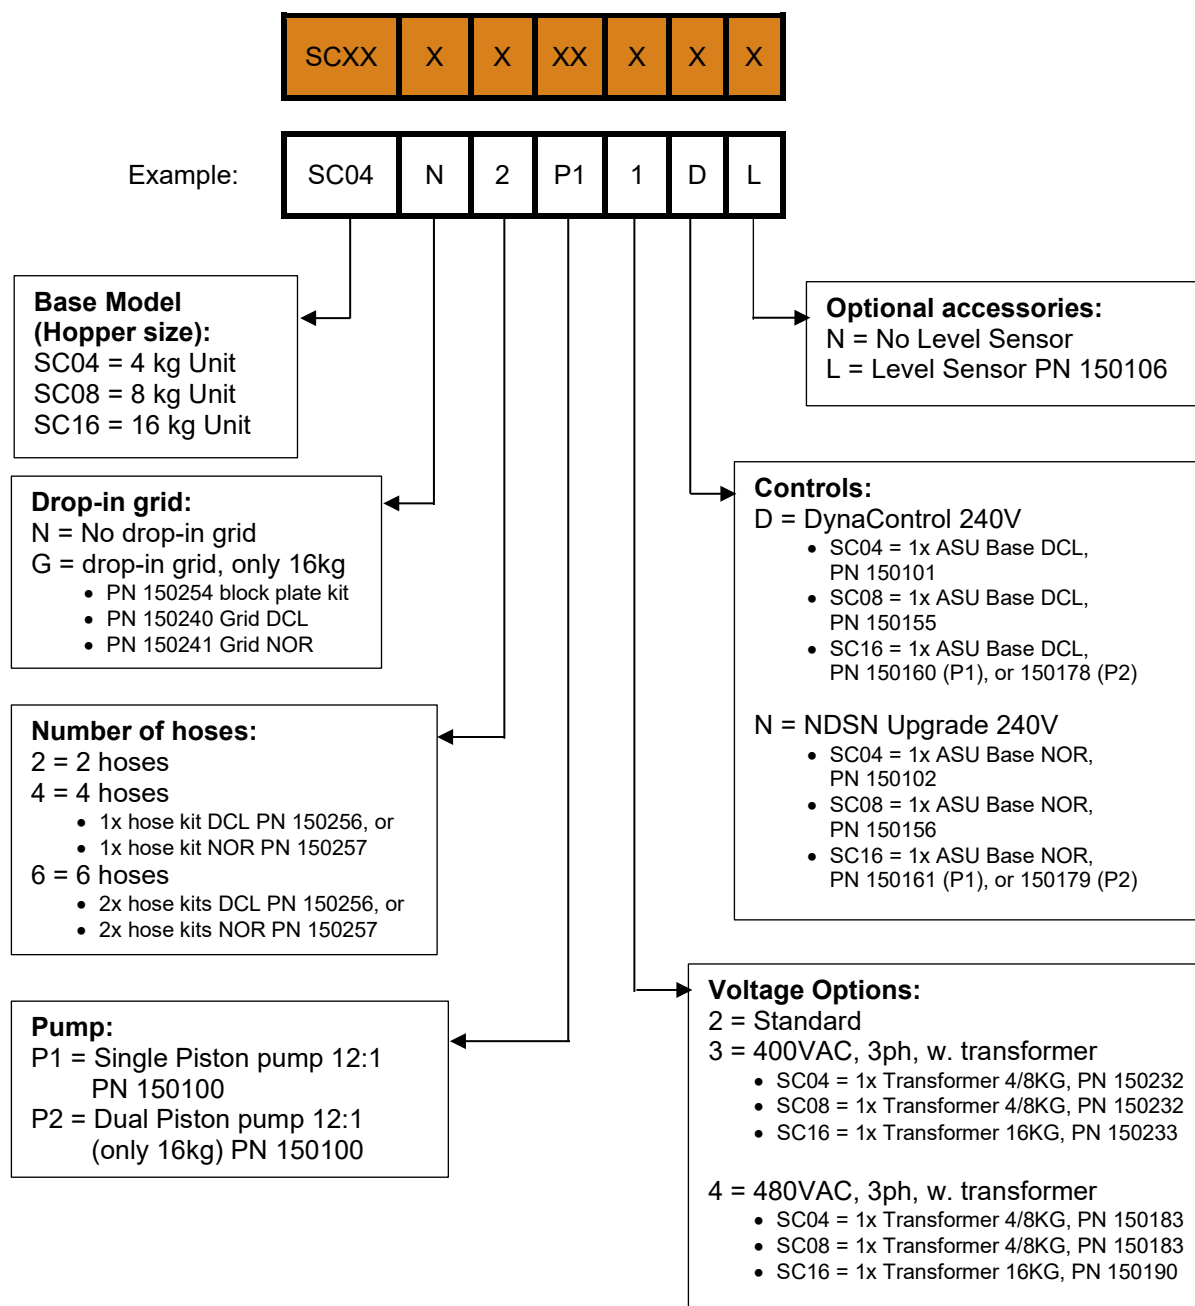 SCXX X X XX X X X
Example: SC04 N 2 P1 1 D L
Base Model
(Hopper size):
SC04 = 4 kg Unit
SC08 = 8 kg Unit
SC16 = 16 kg Unit
Optional accessories:
N = No Level Sensor
L = Level Sensor PN 150106
Drop-in grid:
N = No drop-in grid
G = drop-in grid, only 16kg
• PN 150254 block plate kit
• PN 150240 Grid DCL
• PN 150241 Grid NOR
Controls:
D = DynaControl 240V
• SC04 = 1x ASU Base DCL,
PN 150101
• SC08 = 1x ASU Base DCL,
PN 150155
• SC16 = 1x ASU Base DCL,
PN 150160 (P1), or 150178 (P2)
N = NDSN Upgrade 240V
• SC04 = 1x ASU Base NOR,
PN 150102
• SC08 = 1x ASU Base NOR,
PN 150156
• SC16 = 1x ASU Base NOR,
PN 150161 (P1), or 150179 (P2)
Number of hoses:
2 = 2 hoses
4 = 4 hoses
• 1x hose kit DCL PN 150256, or
• 1x hose kit NOR PN 150257
6 = 6 hoses
• 2x hose kits DCL PN 150256, or
• 2x hose kits NOR PN 150257
Pump:
P1 = Single Piston pump 12:1
PN 150100
P2 = Dual Piston pump 12:1
(only 16kg) PN 150100
Voltage Options:
2 = Standard
3 = 400VAC, 3ph, w. transformer
• SC04 = 1x Transformer 4/8KG, PN 150232
• SC08 = 1x Transformer 4/8KG, PN 150232
• SC16 = 1x Transformer 16KG, PN 150233
4 = 480VAC, 3ph, w. transformer
• SC04 = 1x Transformer 4/8KG, PN 150183
• SC08 = 1x Transformer 4/8KG, PN 150183
• SC16 = 1x Transformer 16KG, PN 150190